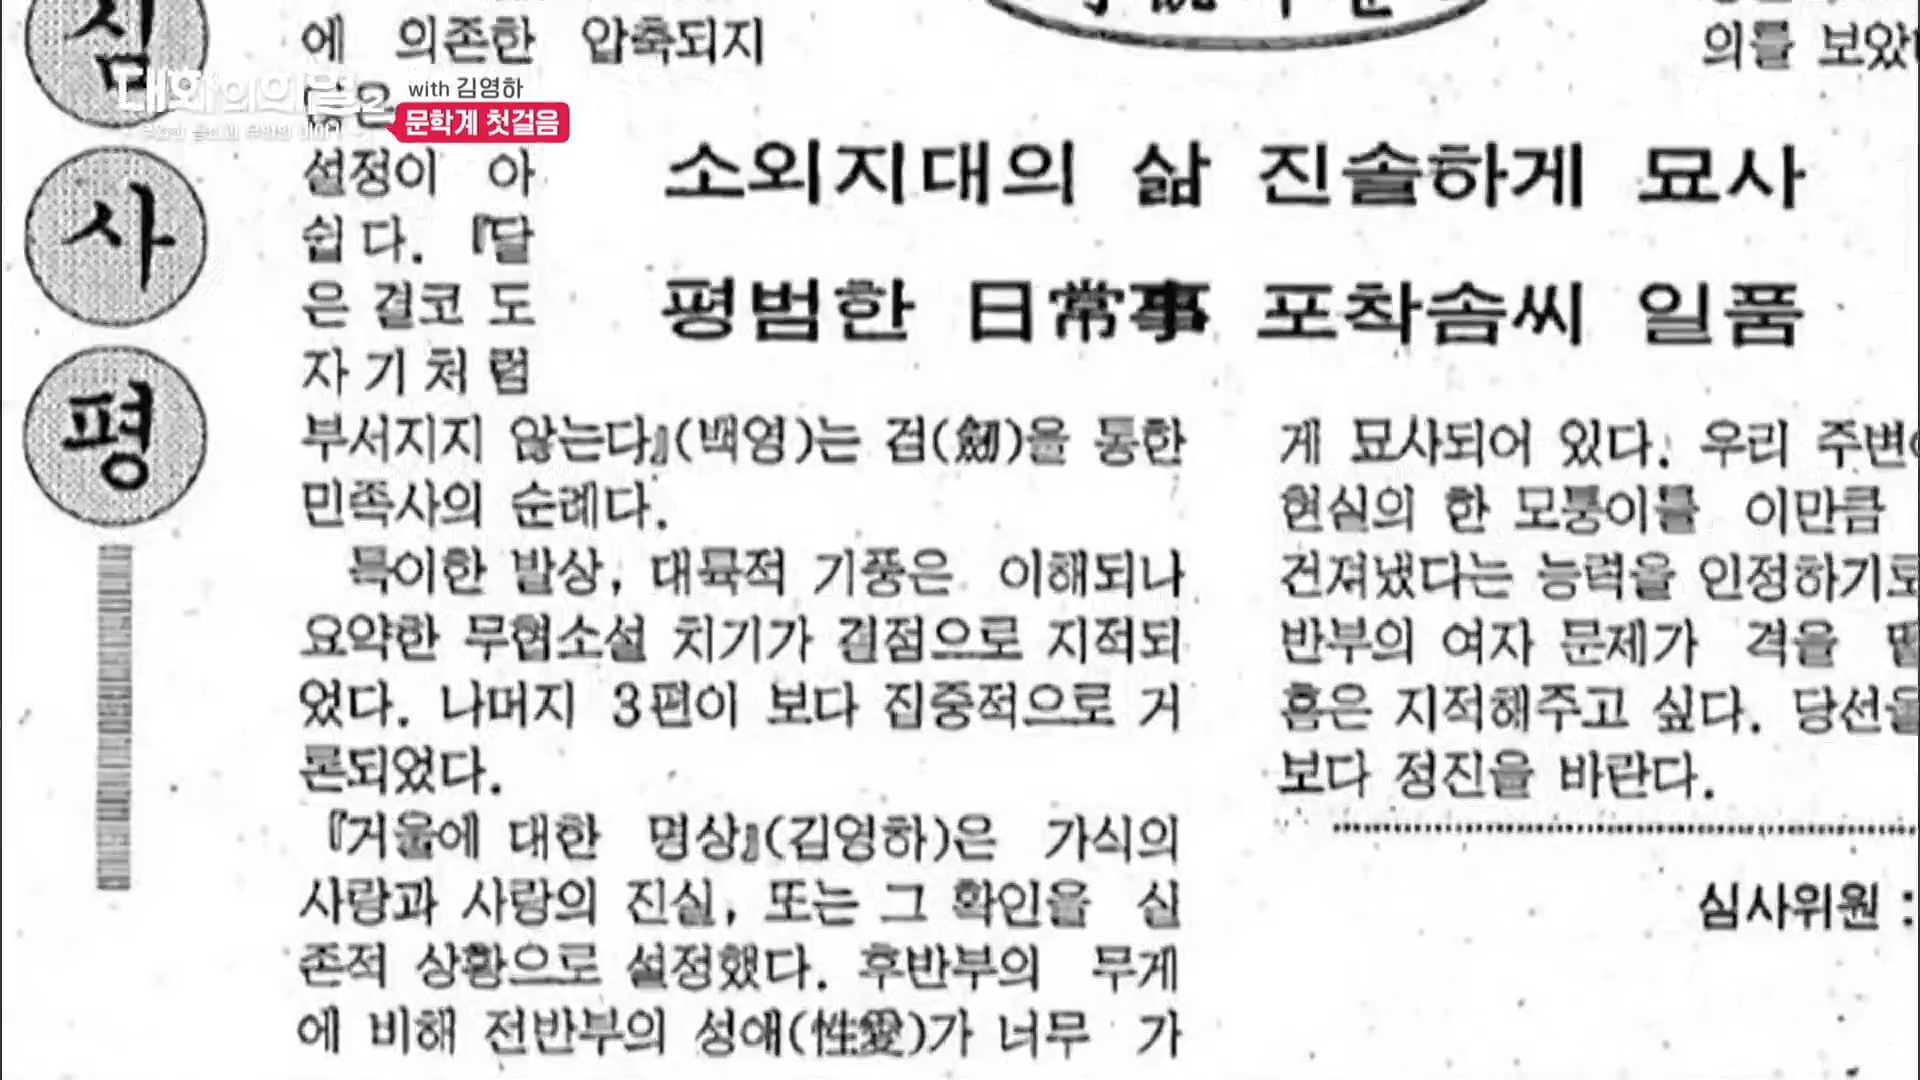 심
사
평
대화의희열2
with 김영하
문학계 첫걸음
에 의존한 압축되지
설정이 아
쉽다. 『달
은 결코 도
자기처럼
부서지지 않는다』(백영)는 검(劒)을 통한
민족사의 순례다.
특이한 발상, 대륙적 기풍은 이해되나
요약한 무협소설 치기가 결점으로 지적되
었다. 나머지 3편이 보다 집중적으로 거
론되었다.
『거울에 대한 명상』(김영하)은 가식의
사랑과 사랑의 진실, 또는 그 확인을 실
존적 상황으로 설정했다. 후반부의 무게
에 비해 전반부의 성애(性愛)가 너무 가
소외지대의 삶 진솔하게 묘사
평범한 日常事 포착솜씨 일품
의를 보았
게 묘사되어 있다. 우리 주변
현실의 한 모퉁이를 이만큼
건져냈다는 능력을 인정하기로
반부의 여자 문제가 격을
흠은 지적해주고 싶다. 당선을
보다 정진을 바란다.
심사위원 :